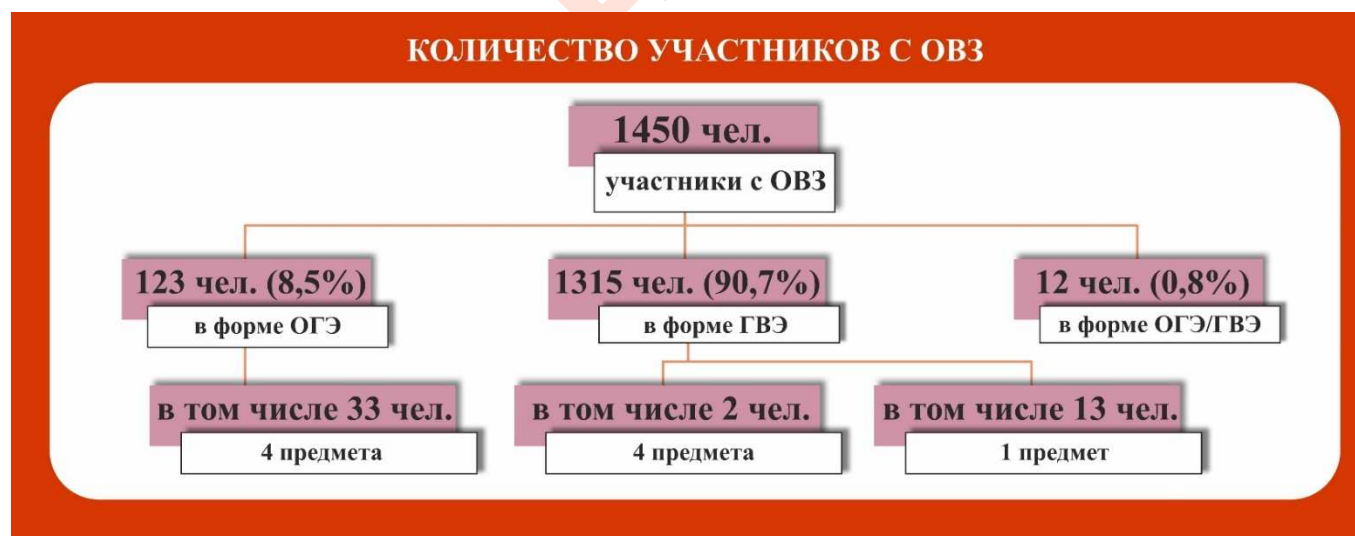 КОЛИЧЕСТВО УЧАСТНИКОВ С ОВЗ
1450 чел.
участники с ОВЗ
123 чел. (8,5%)
в форме ОГЭ
1315 чел. (90,7%)
в форме ГВЭ
12 чел. (0,8%)
в форме ОГЭ/ГВЭ
в том числе 33 чел.
4 предмета
в том числе 2 чел.
4 предмета
в том числе 13 чел.
1 предмет